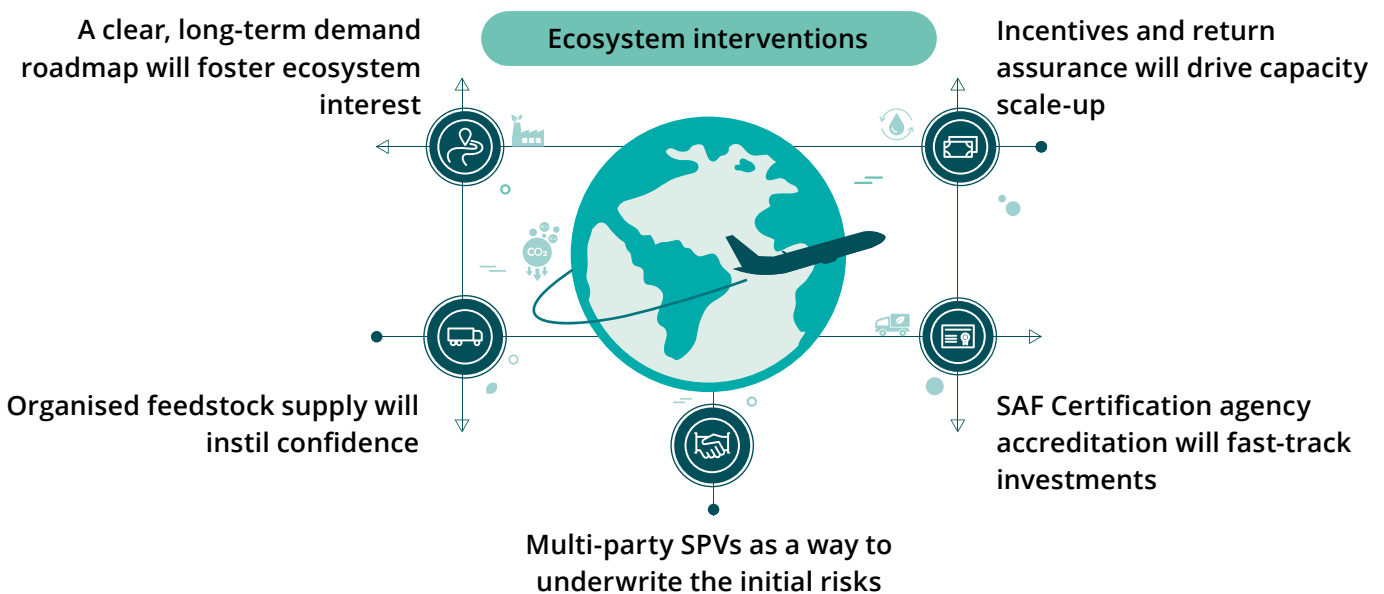 Ecosystem interventions
A clear, long-term demand
roadmap will foster ecosystem
interest
Incentives and return
assurance will drive capacity
scale-up
CO₂
Organised feedstock supply will
instil confidence
SAF Certification agency
accreditation will fast-track
investments
Multi-party SPVs as a way to
underwrite the initial risks